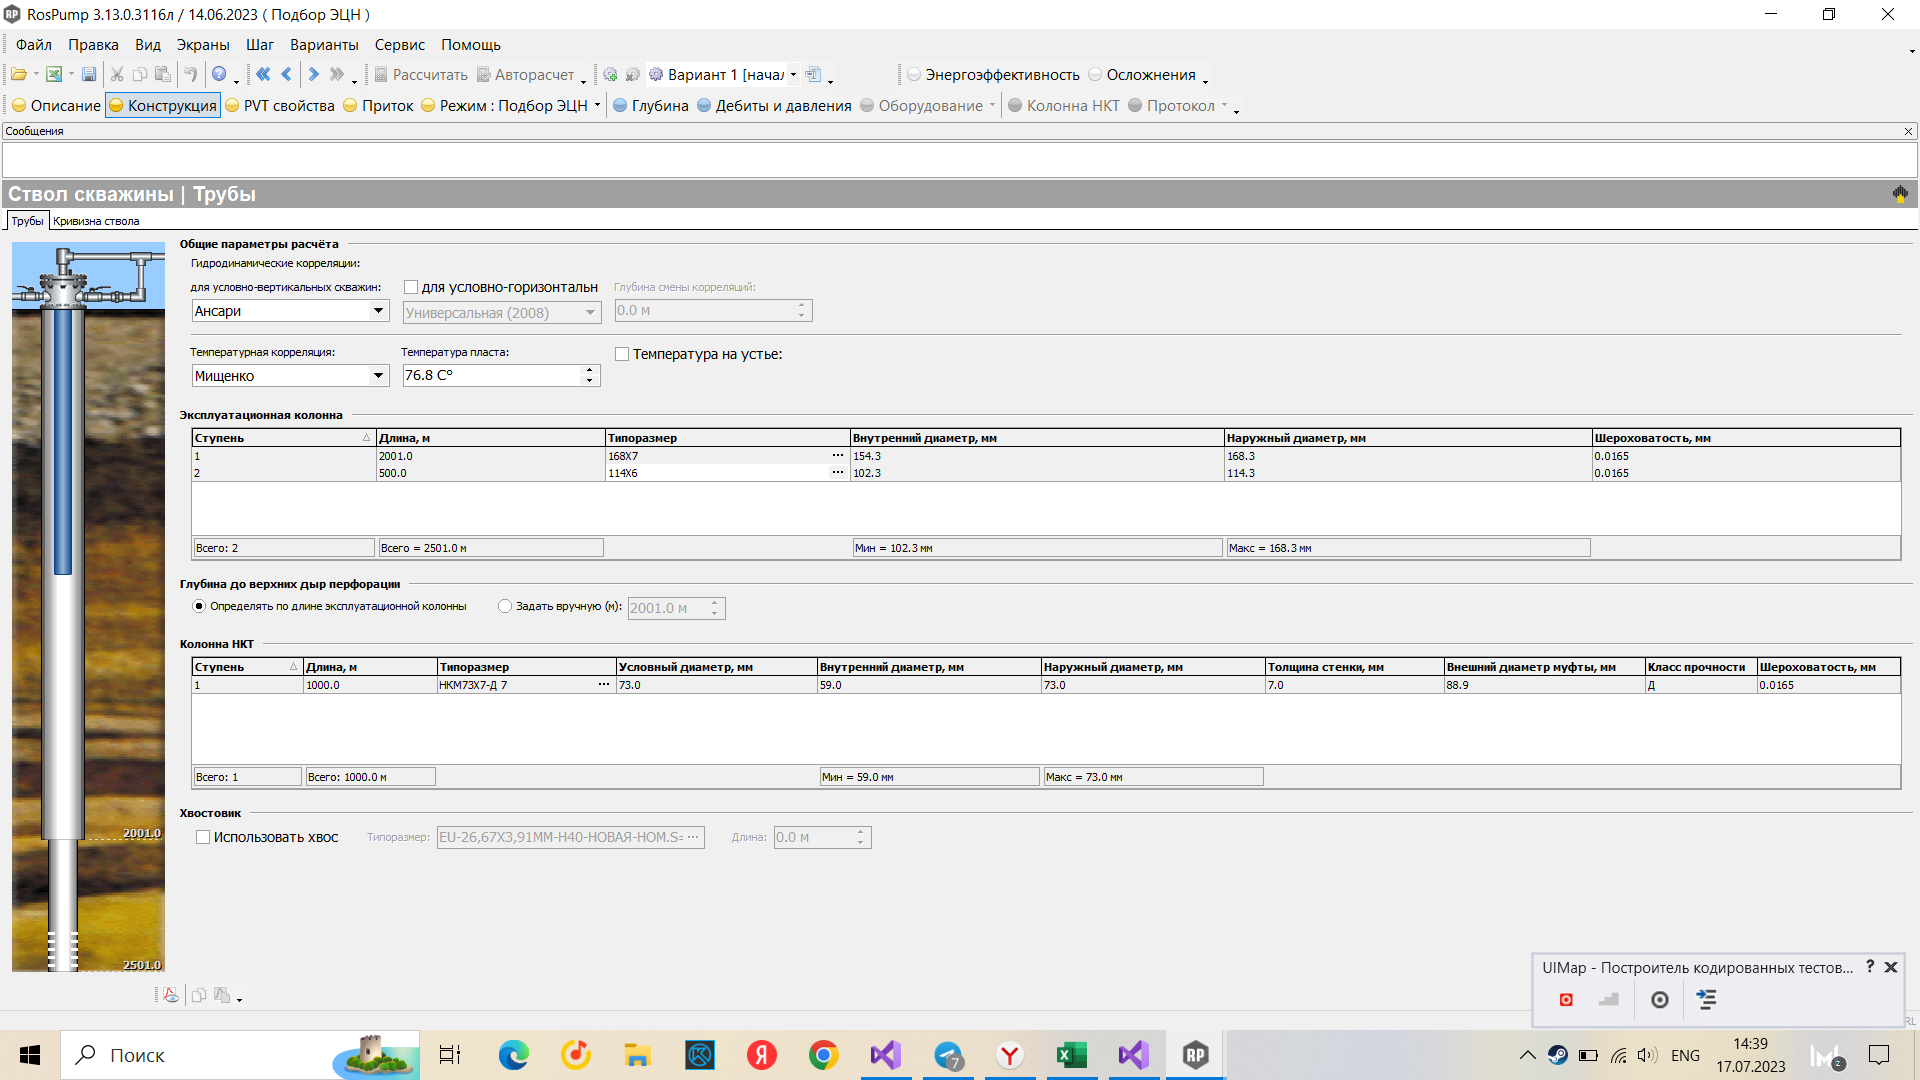 RosPump 3.13.0.3116л / 14.06.2023 ( Подбор ЭЦН )
Файл Правка Вид Экраны Шаг Варианты Сервис Помощь
Рассчитать Авторасчет Вариант 1 [начал Энергоэффективность Осложнения
Описание Конструкция PVT свойства Приток Режим : Подбор ЭЦН Глубина Дебиты и давления Оборудование Колонна НКТ Протокол
Сообщения
Ствол скважины | Трубы
Трубы Кривизна ствола
Общие параметры расчёта
Гидродинамические корреляции:
для условно-вертикальных скважин: для условно-горизонтальн Глубина смены корреляций:
Ансари Универсальная (2008) 0.0 м
Температурная корреляция: Температура пласта: Температура на устье:
Мищенко 76.8 C°
Эксплуатационная колонна
Ступень Длина, м Типоразмер Внутренний диаметр, мм Наружный диаметр, мм Шероховатость, мм
1 2001.0 168X7 ... 154.3 168.3 0.0165
2 500.0 114X6 ... 102.3 114.3 0.0165
Всего: 2 Всего = 2501.0 м Мин = 102.3 мм Макс = 168.3 мм
Глубина до верхних дыр перфорации
Определять по длине эксплуатационной колонны Задать вручную (м): 2001.0 м
Колонна НКТ
Ступень Длина, м Типоразмер Условный диаметр, мм Внутренний диаметр, мм Наружный диаметр, мм Толщина стенки, мм Внешний диаметр муфты, мм Класс прочности Шероховатость, мм
1 1000.0 НКМ73X7-Д 7 ... 73.0 59.0 73.0 7.0 88.9 Д 0.0165
Всего: 1 Всего: 1000.0 м Мин = 59.0 мм Макс = 73.0 мм
Хвостовик
Использовать хвос Типоразмер: EU-26,67X3,91ММ-Н40-НОВАЯ-НОМ.S= ... Длина: 0.0 м
2001.0
2501.0
UIMap - Построитель кодированных тестов...
Поиск
7
ENG
14:39
17.07.2023
2